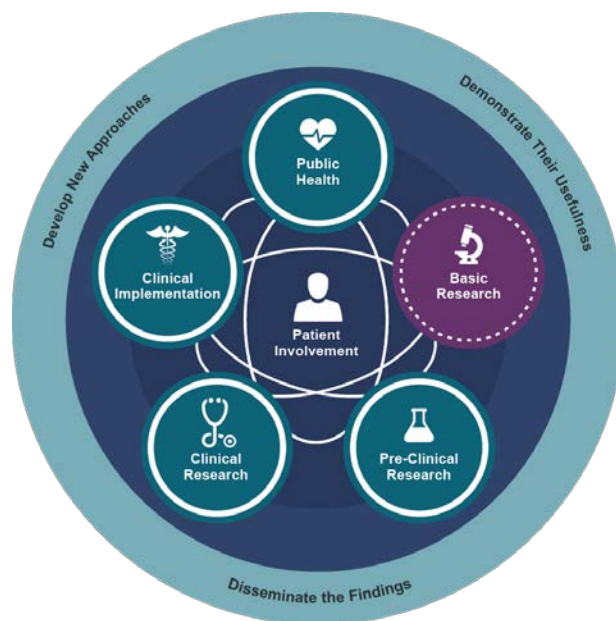 Develop New Approaches
Demonstrate Their Usefulness
Public
Health
Clinical
Implementation
Basic
Research
Patient
Involvement
Clinical
Research
Pre-Clinical
Research
Disseminate the Findings